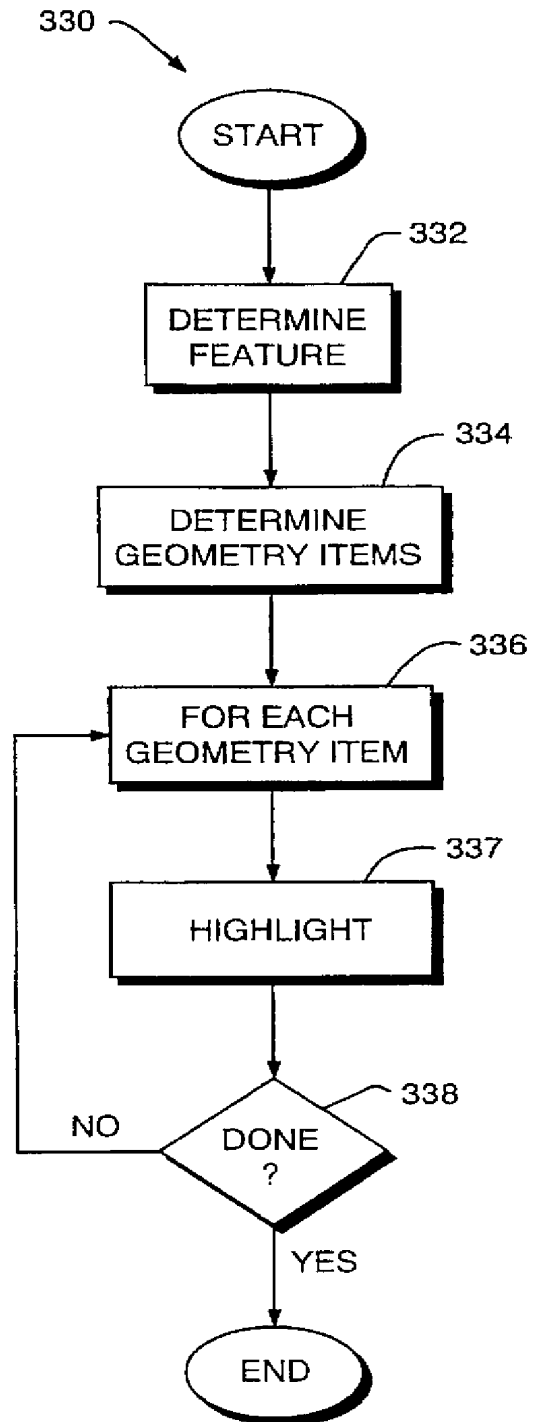 330
START
332
DETERMINE
FEATURE
334
DETERMINE
GEOMETRY ITEMS
336
FOR EACH
GEOMETRY ITEM
337
HIGHLIGHT
338
NO
DONE
?
YES
END